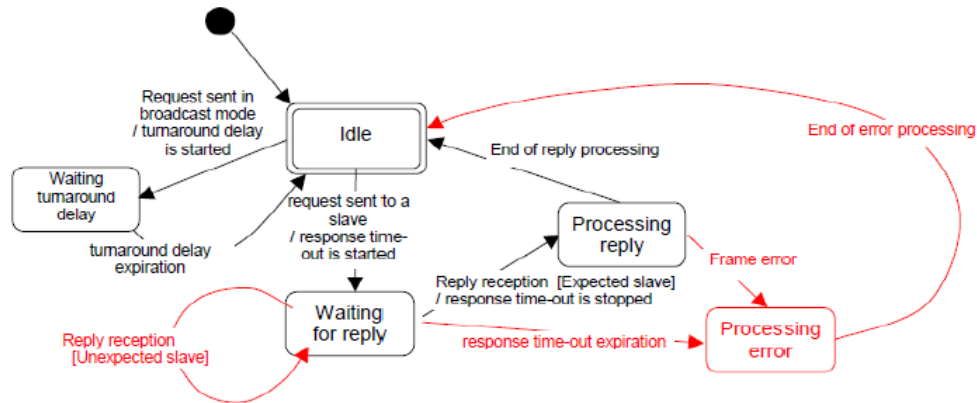 Request sent in
broadcast mode
/ turnaround delay
is started
Idle
End of error processing
End of reply processing
Waiting
turnaround
delay
request sent to a
slave
/ response time-
out is started
Processing
reply
turnaround delay
expiration
Frame error
Reply reception [Expected slave]
/ response time-out is stopped
Waiting
for reply
Reply reception
[Unexpected slave]
response time-out expiration
Processing
error